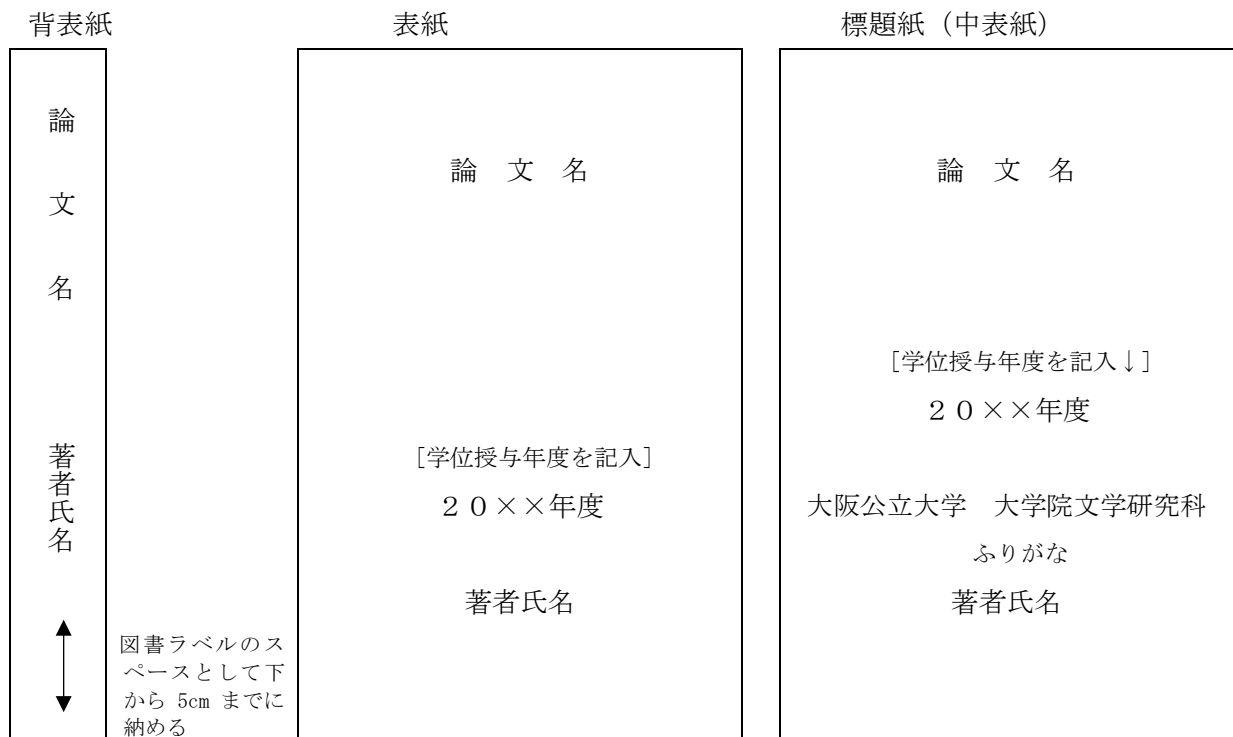 背表紙
論文名
著者氏名
図書ラベルのス
ペースとして下
から 5cm までに
納める
表紙
論　文　名
[学位授与年度を記入]
２０××年度
著者氏名
標題紙（中表紙）
論　文　名
[学位授与年度を記入↓]
２０××年度
大阪公立大学　大学院文学研究科
ふりがな
著者氏名